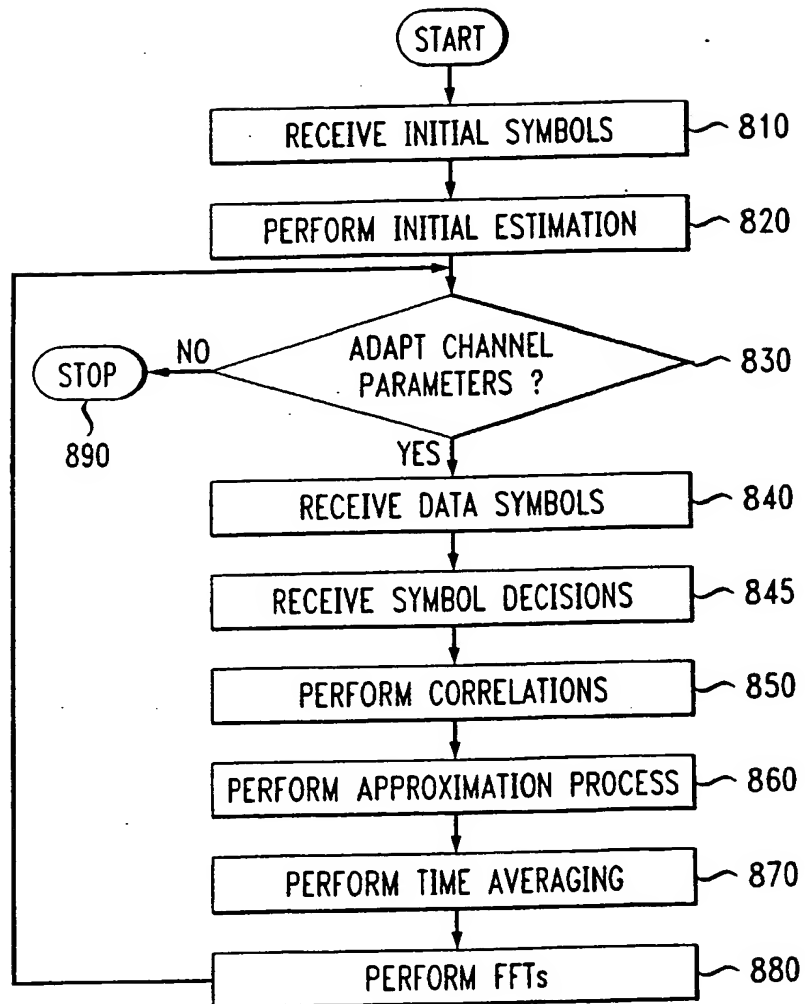 START
RECEIVE INITIAL SYMBOLS
810
PERFORM INITIAL ESTIMATION
820
ADAPT CHANNEL
PARAMETERS ?
830
NO
STOP
890
YES
RECEIVE DATA SYMBOLS
840
RECEIVE SYMBOL DECISIONS
845
PERFORM CORRELATIONS
850
PERFORM APPROXIMATION PROCESS
860
PERFORM TIME AVERAGING
870
PERFORM FFTs
880